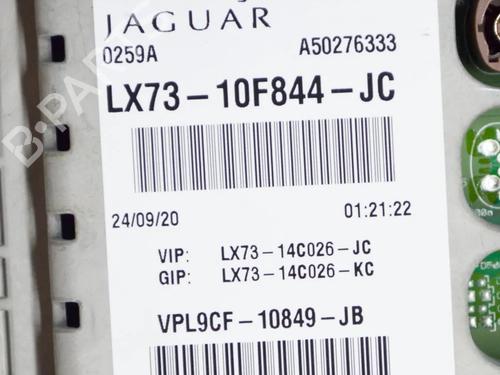 JAGUAR
0259A A50276333
LX73-10F844-JC
24/09/20 01:21:22
VIP: LX73-14C026-JC
GIP: LX73-14C026-KC
VPL9CF-10849-JB
B-PARTS